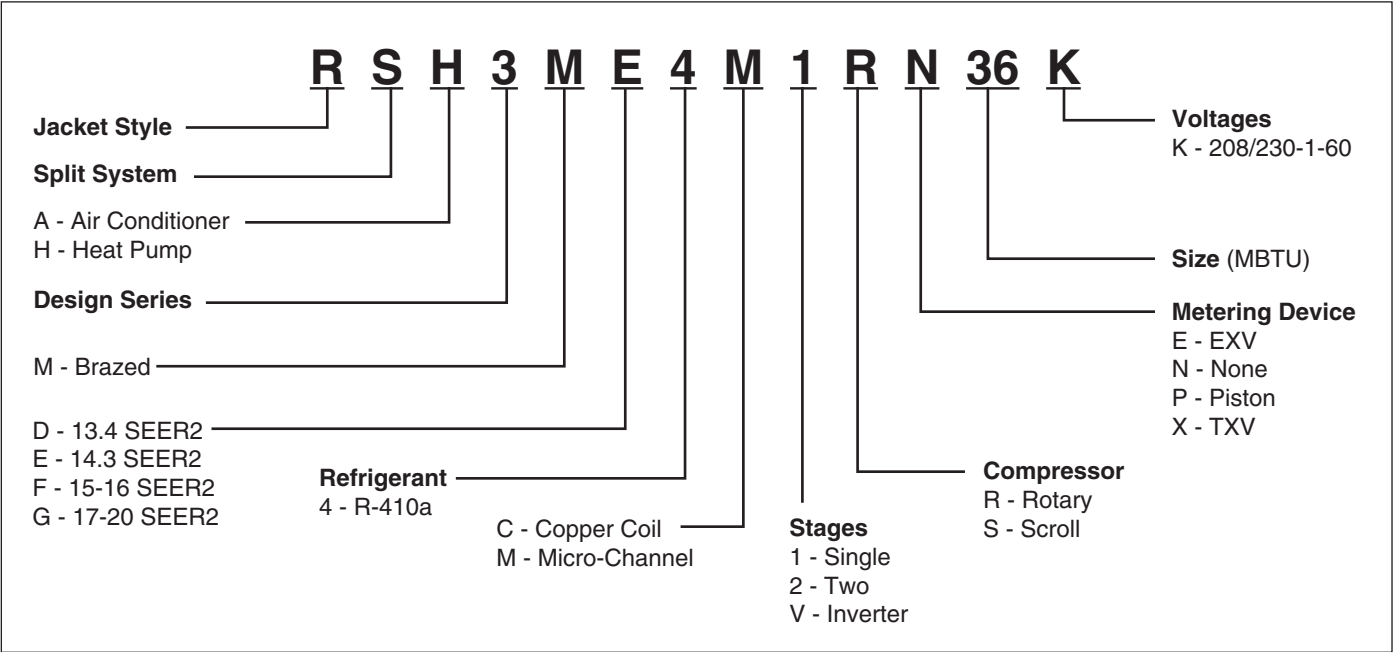 R S H 3 M E 4 M 1 R N 36 K
Jacket Style
Split System
A - Air Conditioner
H - Heat Pump
Design Series
M - Brazed
D - 13.4 SEER2
E - 14.3 SEER2
F - 15-16 SEER2
G - 17-20 SEER2
Refrigerant
4 - R-410a
C - Copper Coil
M - Micro-Channel
Stages
1 - Single
2 - Two
V - Inverter
Compressor
R - Rotary
S - Scroll
Metering Device
E - EXV
N - None
P - Piston
X - TXV
Size (MBTU)
Voltages
K - 208/230-1-60